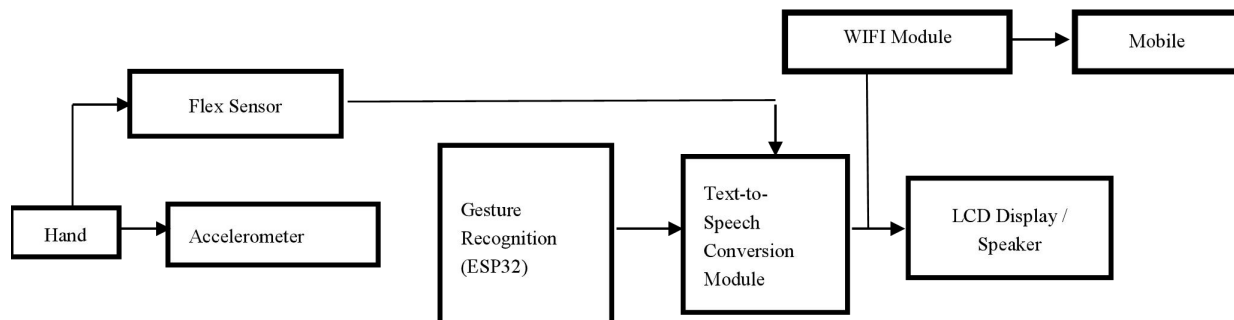 WIFI Module
Mobile
Flex Sensor
Hand
Accelerometer
Gesture
Recognition
(ESP32)
Text-to-
Speech
Conversion
Module
LCD Display /
Speaker